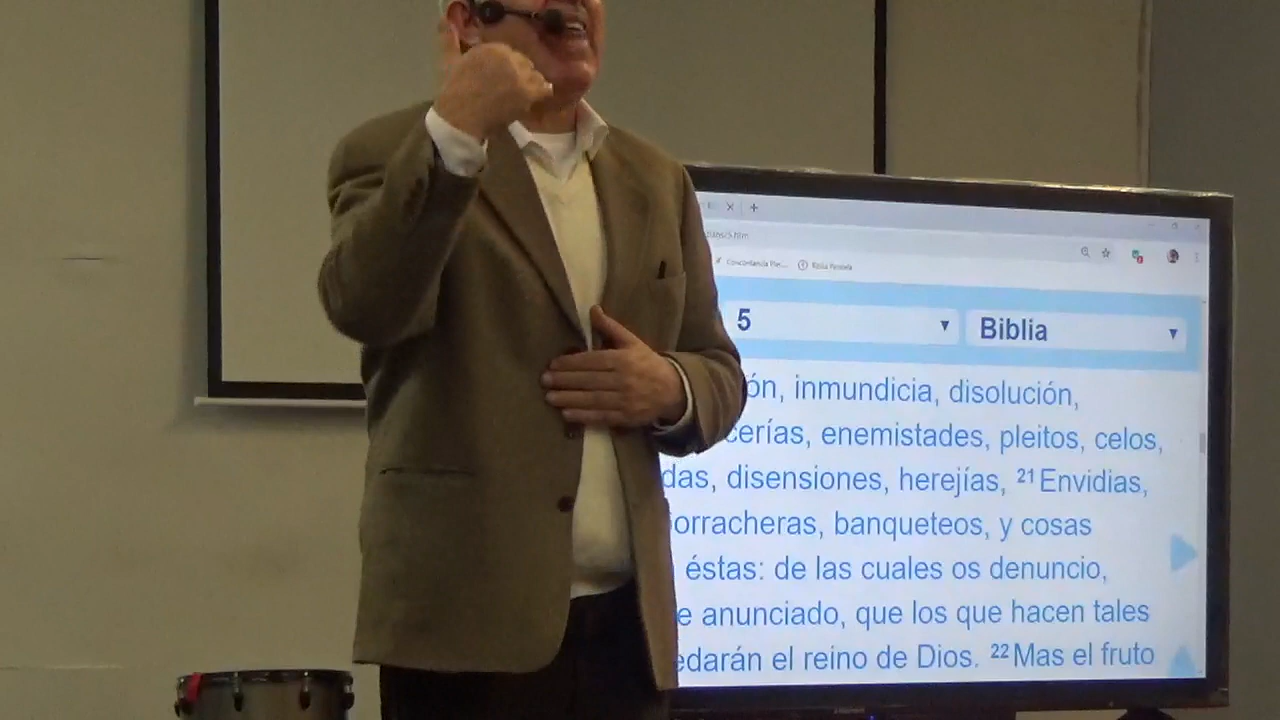 Concordancia
5 Biblia
ón, inmundicia, disolución,
cerías, enemistades, pleitos, celos,
das, disensiones, herejías, 21 Envidias,
orracheras, banqueteos, y cosas
éstas: de las cuales os denuncio,
e anunciado, que los que hacen tales
edarán el reino de Dios. 22 Mas el fruto